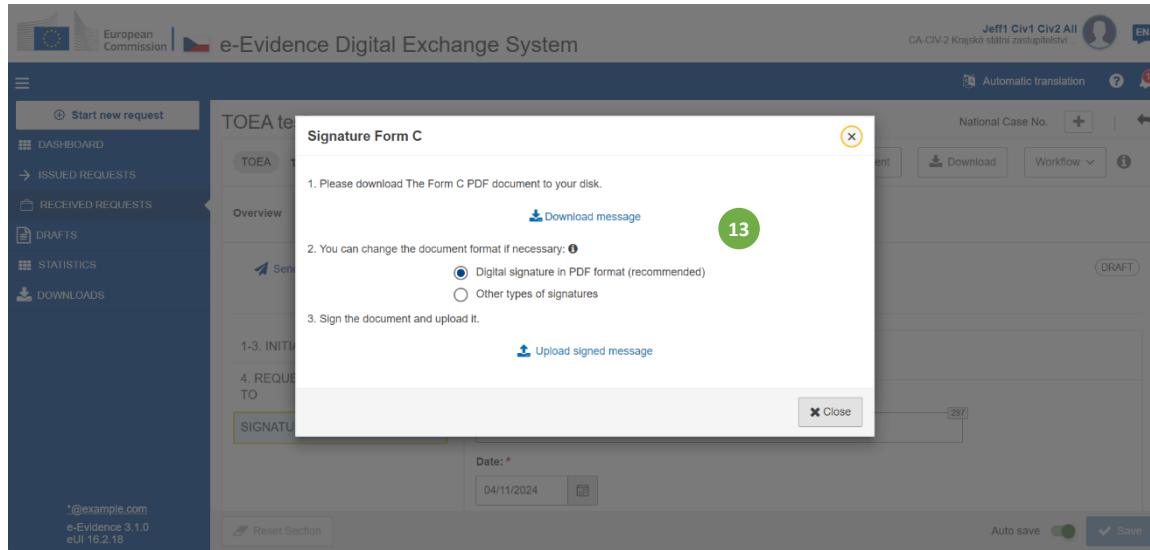 European
Commission
e-Evidence Digital Exchange System
Jeff1 Civ1 Civ2 All
CA-CIV-2 Krajské státní zastupitelství ...
EN
Automatic translation
Start new request
DASHBOARD
ISSUED REQUESTS
RECEIVED REQUESTS
DRAFTS
STATISTICS
DOWNLOADS
*@example.com
e-Evidence 3.1.0
eUI 16.2.18
TOEA te
National Case No.
TOEA
ent
Download
Workflow
Overview
Sen
DRAFT
1-3. INITI
4. REQUE
TO
SIGNATU
Signature Form C
1. Please download The Form C PDF document to your disk.
Download message
13
2. You can change the document format if necessary:
Digital signature in PDF format (recommended)
Other types of signatures
3. Sign the document and upload it.
Upload signed message
Close
297
Date: *
04/11/2024
Reset Section
Auto save
Save